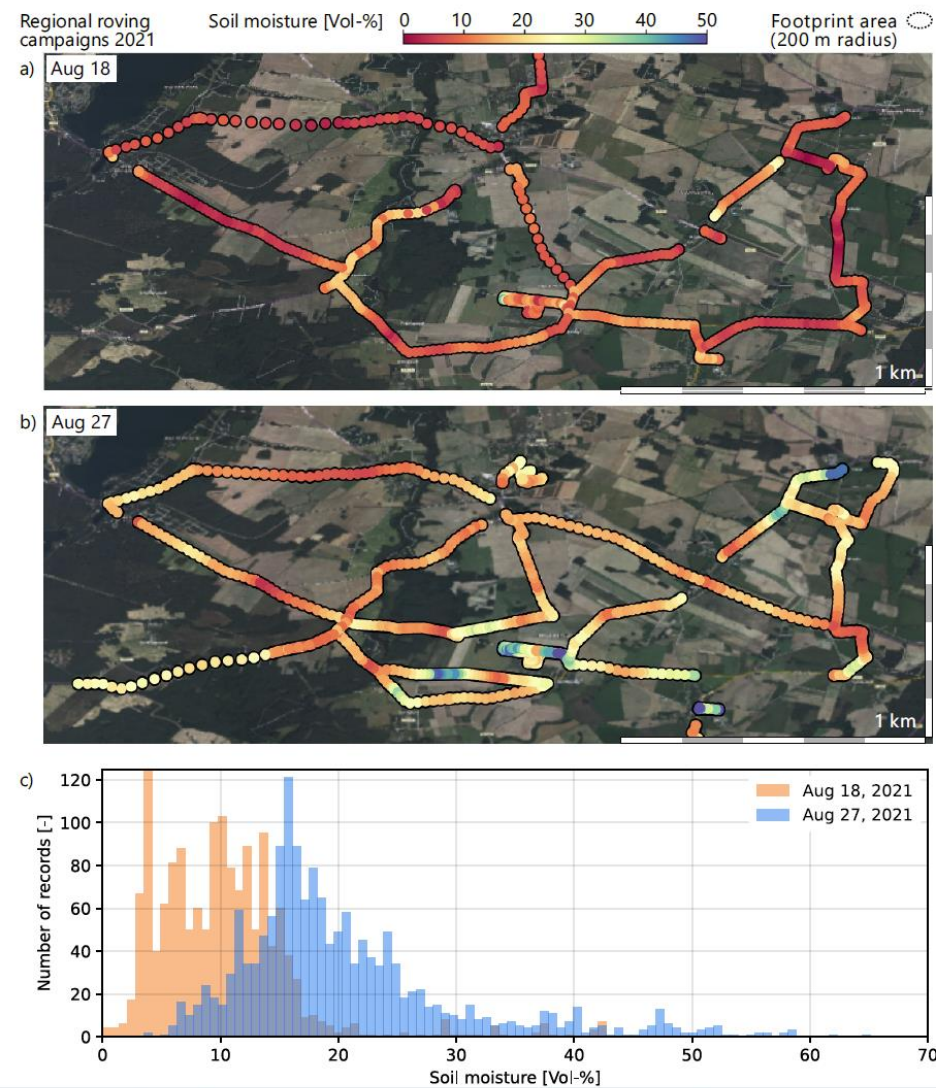 Regional roving
campaigns 2021
Soil moisture [Vol-%]
0 10 20 30 40 50
Footprint area
(200 m radius)
a) Aug 18
1 km
b) Aug 27
1 km
c)
120
100
80
60
40
20
0
Number of records [-]
Aug 18, 2021
Aug 27, 2021
0 10 20 30 40 50 60 70
Soil moisture [Vol-%]